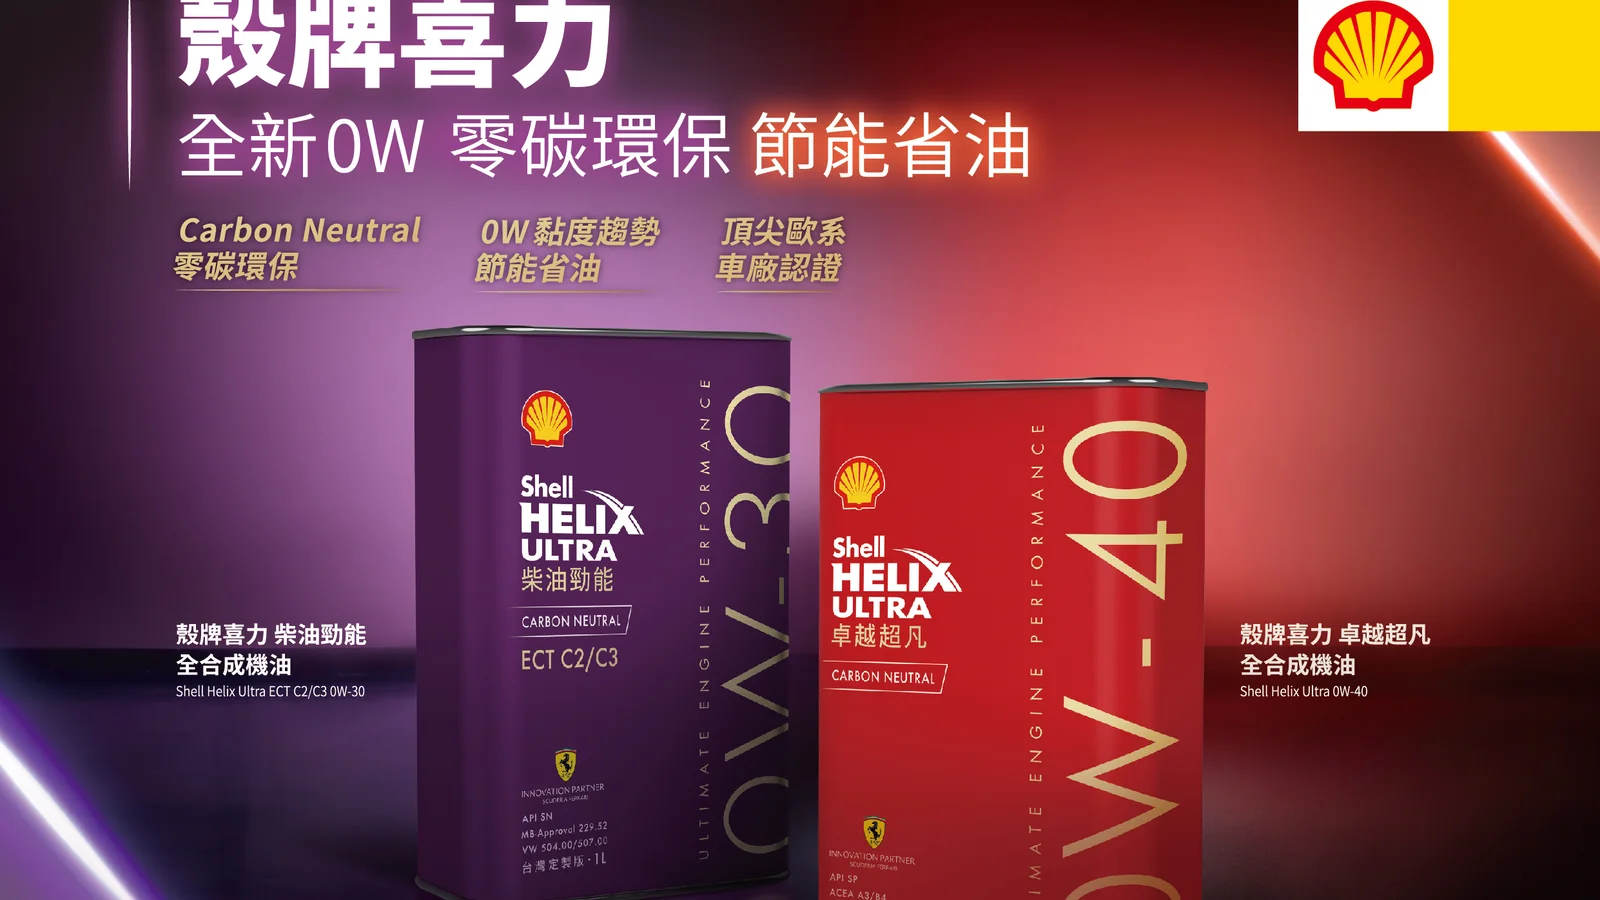 殼牌喜力
全新0W 零碳環保 節能省油
Carbon Neutral
零碳環保
0W 黏度趨勢
節能省油
頂尖歐系
車廠認證
Shell
HELIX
ULTRA
柴油勁能
CARBON NEUTRAL
ECT C2/C3
INNOVATION PARTNER
SCUDERIA FERRARI
API SN
MB-Approval 229.52
VW 504.00/507.00
台灣定製版·1L
ULTIMATE ENGINE PERFORMANCE
0W-30
Shell
HELIX
ULTRA
卓越超凡
CARBON NEUTRAL
INNOVATION PARTNER
SCUDERIA FERRARI
API SP
ACEA A3/B4
IMATE ENGINE PERFORMANCE
0W-40
殼牌喜力 柴油勁能
全合成機油
Shell Helix Ultra ECT C2/C3 0W-30
殼牌喜力 卓越超凡
全合成機油
Shell Helix Ultra 0W-40